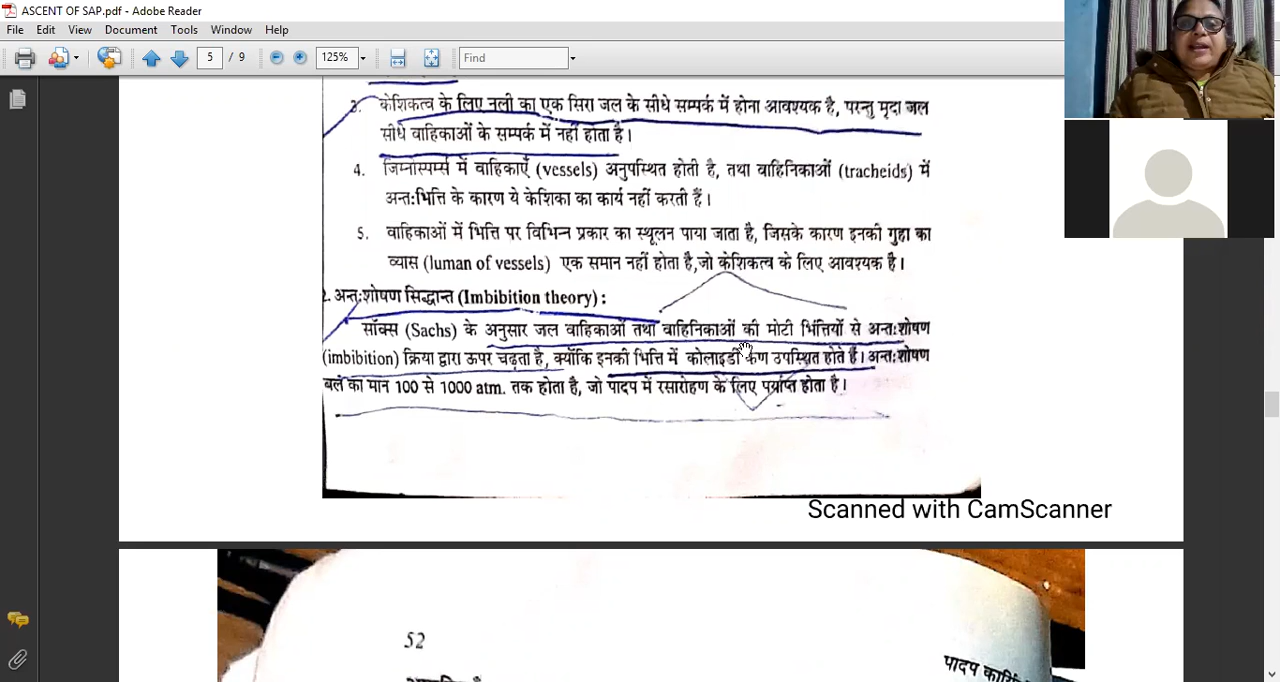 ASCENT OF SAP.pdf - Adobe Reader
File Edit View Document Tools Window Help
5 / 9 125% Find
3. केशिकत्व के लिए नली का एक सिरा जल के सीधे सम्पर्क में होना आवश्यक है, परन्तु मृदा जल
सीधे वाहिकाओं के सम्पर्क में नहीं होता है।
4. जिम्नोस्पर्म्स में वाहिकाएँ (vessels) अनुपस्थित होती है, तथा वाहिनिकाओं (tracheids) में
अन्तःभित्ति के कारण ये केशिका का कार्य नहीं करती हैं।
5. वाहिकाओं में भित्ति पर विभिन्न प्रकार का स्थूलन पाया जाता है, जिसके कारण इनकी गुहा का
व्यास (luman of vessels) एक समान नहीं होता है,जो केशिकत्व के लिए आवश्यक है।
2. अन्तःशोषण सिद्धान्त (Imbibition theory) :
सॉक्स (Sachs) के अनुसार जल वाहिकाओं तथा वाहिनिकाओं की मोटी भित्तियों से अन्तःशोषण
(imbibition) क्रिया द्वारा ऊपर चढ़ता है, क्योंकि इनकी भित्ति में कोलाइडी कण उपस्थित होते हैं। अन्तःशोषण
बल का मान 100 से 1000 atm. तक होता है, जो पादप में रसारोहण के लिए पर्याप्त होता है।
Scanned with CamScanner
52
पादप